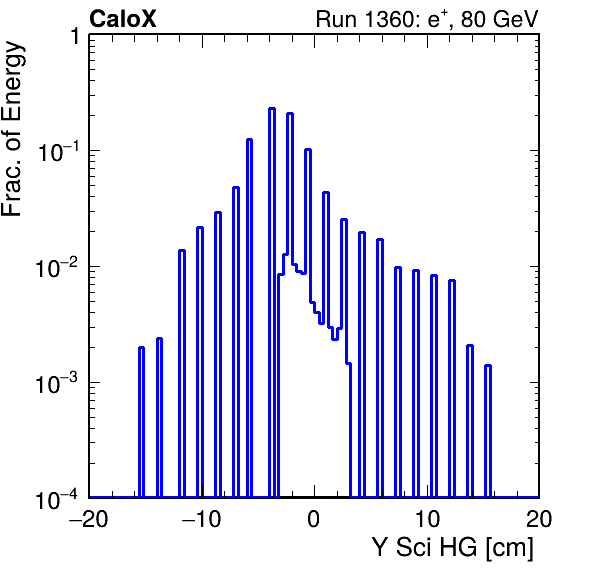 CaloX Run 1360: e⁺, 80 GeV
Frac. of Energy
1
10⁻¹
10⁻²
10⁻³
10⁻⁴
−20 −10 0 10 20
Y Sci HG [cm]